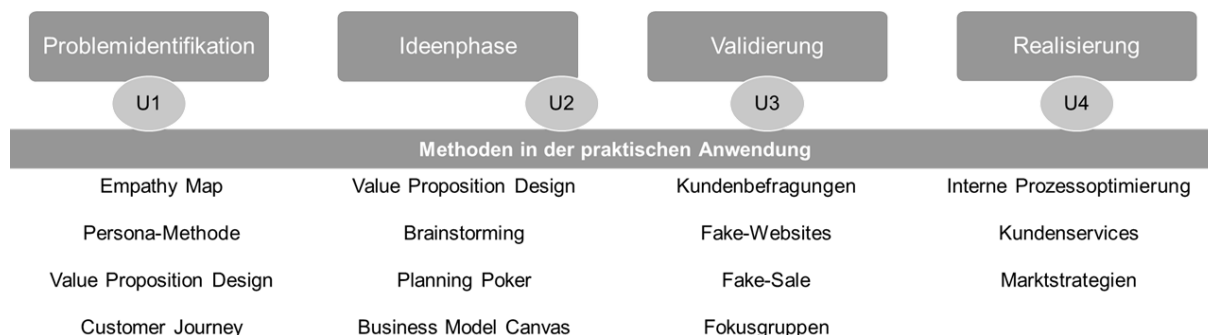 Problemidentifikation Ideenphase Validierung Realisierung
U1 U2 U3 U4
Methoden in der praktischen Anwendung
Empathy Map Value Proposition Design Kundenbefragungen Interne Prozessoptimierung
Persona-Methode Brainstorming Fake-Websites Kundenservices
Value Proposition Design Planning Poker Fake-Sale Marktstrategien
Customer Journey Business Model Canvas Fokusgruppen